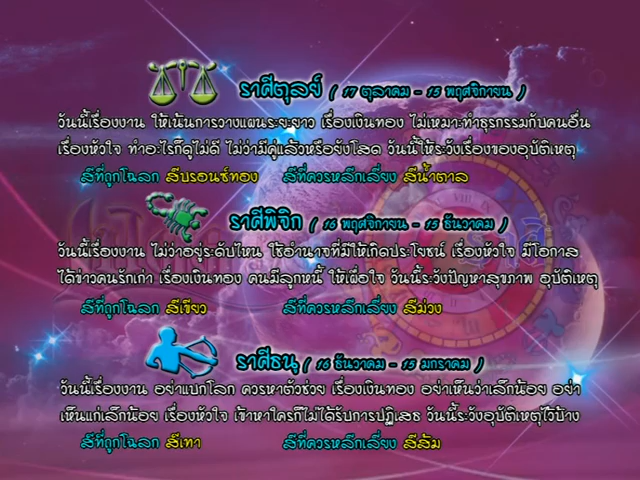 ราศีตุลย์ ( 17 ตุลาคม - 15 พฤศจิกายน )
วันนี้เรื่องงาน ให้เน้นการวางแผนระยะยาว เรื่องเงินทอง ไม่เหมาะทำธุรกรรมกับคนอื่น
เรื่องหัวใจ ทำอะไรก็ดูไม่ดี ไม่ว่ามีคู่แล้วหรือยังโสด วันนี้ให้ระวังเรื่องของอุบัติเหตุ
สีที่ถูกโฉลก สีบรอนซ์ทอง สีที่ควรหลีกเลี่ยง สีน้ำตาล
ราศีพิจิก ( 16 พฤศจิกายน - 15 ธันวาคม )
วันนี้เรื่องงาน ไม่ว่าอยู่ระดับไหน ใช้อำนาจที่มีให้เกิดประโยชน์ เรื่องหัวใจ มีโอกาส
ได้ข่าวคนรักเก่า เรื่องเงินทอง คนมีลูกหนี้ ให้เผื่อใจ วันนี้ระวังปัญหาสุขภาพ อุบัติเหตุ
สีที่ถูกโฉลก สีเขียว สีที่ควรหลีกเลี่ยง สีม่วง
ราศีธนู ( 16 ธันวาคม - 15 มกราคม )
วันนี้เรื่องงาน อย่าแบกโลก ควรหาตัวช่วย เรื่องเงินทอง อย่าเห็นว่าเล็กน้อย อย่า
เห็นแก่เล็กน้อย เรื่องหัวใจ เข้าหาใครก็ไม่ได้รับการปฏิเสธ วันนี้ระวังอุบัติเหตุไว้บ้าง
สีที่ถูกโฉลก สีเทา สีที่ควรหลีกเลี่ยง สีส้ม